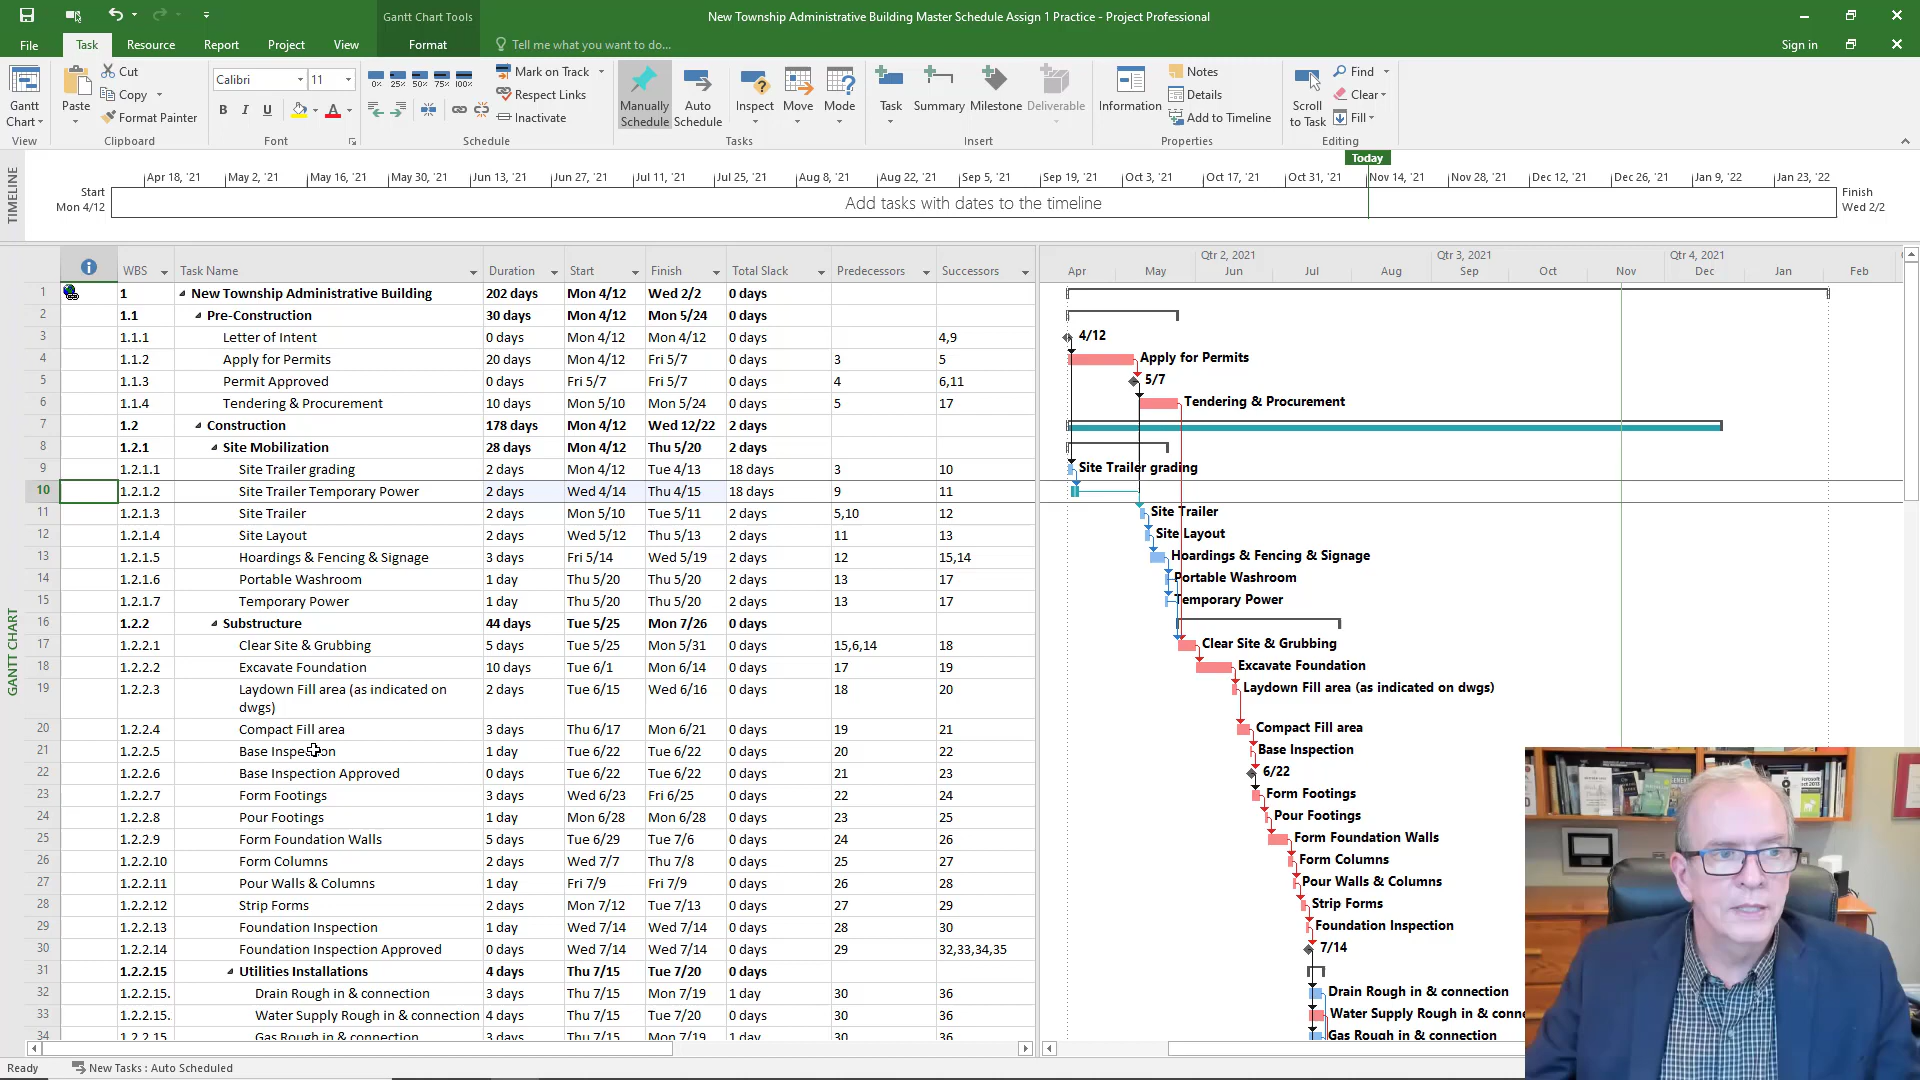 Gantt Chart Tools
New Township Administrative Building Master Schedule Assign 1 Practice - Project Professional
File Task Resource Report Project View Format Tell me what you want to do... Sign in
Gantt Chart
View
Paste
Cut
Copy
Format Painter
Clipboard
Calibri 11
B I U A
Font
0% 25% 50% 75% 100%
Mark on Track
Respect Links
Inactivate
Schedule
Manually Schedule
Auto Schedule
Inspect
Move
Mode
Tasks
Task
Summary
Milestone
Deliverable
Insert
Information
Notes
Details
Add to Timeline
Properties
Scroll to Task
Find
Clear
Fill
Editing
Today
TIMELINE
Apr 18, '21 May 2, '21 May 16, '21 May 30, '21 Jun 13, '21 Jun 27, '21 Jul 11, '21 Jul 25, '21 Aug 8, '21 Aug 22, '21 Sep 5, '21 Sep 19, '21 Oct 3, '21 Oct 17, '21 Oct 31, '21 Nov 14, '21 Nov 28, '21 Dec 12, '21 Dec 26, '21 Jan 9, '22 Jan 23, '22
Start
Mon 4/12
Add tasks with dates to the timeline
Finish
Wed 2/2
GANTT CHART
WBS Task Name Duration Start Finish Total Slack Predecessors Successors
1 1 New Township Administrative Building 202 days Mon 4/12 Wed 2/2 0 days
2 1.1 Pre-Construction 30 days Mon 4/12 Mon 5/24 0 days
3 1.1.1 Letter of Intent 0 days Mon 4/12 Mon 4/12 0 days 4,9
4 1.1.2 Apply for Permits 20 days Mon 4/12 Fri 5/7 0 days 3 5
5 1.1.3 Permit Approved 0 days Fri 5/7 Fri 5/7 0 days 4 6,11
6 1.1.4 Tendering & Procurement 10 days Mon 5/10 Mon 5/24 0 days 5 17
7 1.2 Construction 178 days Mon 4/12 Wed 12/22 2 days
8 1.2.1 Site Mobilization 28 days Mon 4/12 Thu 5/20 2 days
9 1.2.1.1 Site Trailer grading 2 days Mon 4/12 Tue 4/13 18 days 3 10
10 1.2.1.2 Site Trailer Temporary Power 2 days Wed 4/14 Thu 4/15 18 days 9 11
11 1.2.1.3 Site Trailer 2 days Mon 5/10 Tue 5/11 2 days 5,10 12
12 1.2.1.4 Site Layout 2 days Wed 5/12 Thu 5/13 2 days 11 13
13 1.2.1.5 Hoardings & Fencing & Signage 3 days Fri 5/14 Wed 5/19 2 days 12 15,14
14 1.2.1.6 Portable Washroom 1 day Thu 5/20 Thu 5/20 2 days 13 17
15 1.2.1.7 Temporary Power 1 day Thu 5/20 Thu 5/20 2 days 13 17
16 1.2.2 Substructure 44 days Tue 5/25 Mon 7/26 0 days
17 1.2.2.1 Clear Site & Grubbing 5 days Tue 5/25 Mon 5/31 0 days 15,6,14 18
18 1.2.2.2 Excavate Foundation 10 days Tue 6/1 Mon 6/14 0 days 17 19
19 1.2.2.3 Laydown Fill area (as indicated on 2 days Tue 6/15 Wed 6/16 0 days 18 20
dwgs)
20 1.2.2.4 Compact Fill area 3 days Thu 6/17 Mon 6/21 0 days 19 21
21 1.2.2.5 Base Inspection 1 day Tue 6/22 Tue 6/22 0 days 20 22
22 1.2.2.6 Base Inspection Approved 0 days Tue 6/22 Tue 6/22 0 days 21 23
23 1.2.2.7 Form Footings 3 days Wed 6/23 Fri 6/25 0 days 22 24
24 1.2.2.8 Pour Footings 1 day Mon 6/28 Mon 6/28 0 days 23 25
25 1.2.2.9 Form Foundation Walls 5 days Tue 6/29 Tue 7/6 0 days 24 26
26 1.2.2.10 Form Columns 2 days Wed 7/7 Thu 7/8 0 days 25 27
27 1.2.2.11 Pour Walls & Columns 1 day Fri 7/9 Fri 7/9 0 days 26 28
28 1.2.2.12 Strip Forms 2 days Mon 7/12 Tue 7/13 0 days 27 29
29 1.2.2.13 Foundation Inspection 1 day Wed 7/14 Wed 7/14 0 days 28 30
30 1.2.2.14 Foundation Inspection Approved 0 days Wed 7/14 Wed 7/14 0 days 29 32,33,34,35
31 1.2.2.15 Utilities Installations 4 days Thu 7/15 Tue 7/20 0 days
32 1.2.2.15. Drain Rough in & connection 3 days Thu 7/15 Mon 7/19 1 day 30 36
33 1.2.2.15. Water Supply Rough in & connection 4 days Thu 7/15 Tue 7/20 0 days 30 36
34 1.2.2.15 Gas Rough in & connection 3 days Thu 7/15 Mon 7/19 1 day 30 36
Qtr 2, 2021 Qtr 3, 2021 Qtr 4, 2021
Apr May Jun Jul Aug Sep Oct Nov Dec Jan Feb
4/12
Apply for Permits
5/7
Tendering & Procurement
Site Trailer grading
Site Trailer
Site Layout
Hoardings & Fencing & Signage
Portable Washroom
Temporary Power
Clear Site & Grubbing
Excavate Foundation
Laydown Fill area (as indicated on dwgs)
Compact Fill area
Base Inspection
6/22
Form Footings
Pour Footings
Form Foundation Walls
Form Columns
Pour Walls & Columns
Strip Forms
Foundation Inspection
7/14
Drain Rough in & connection
Water Supply Rough in & conne
Gas Rough in & connection
Ready New Tasks : Auto Scheduled